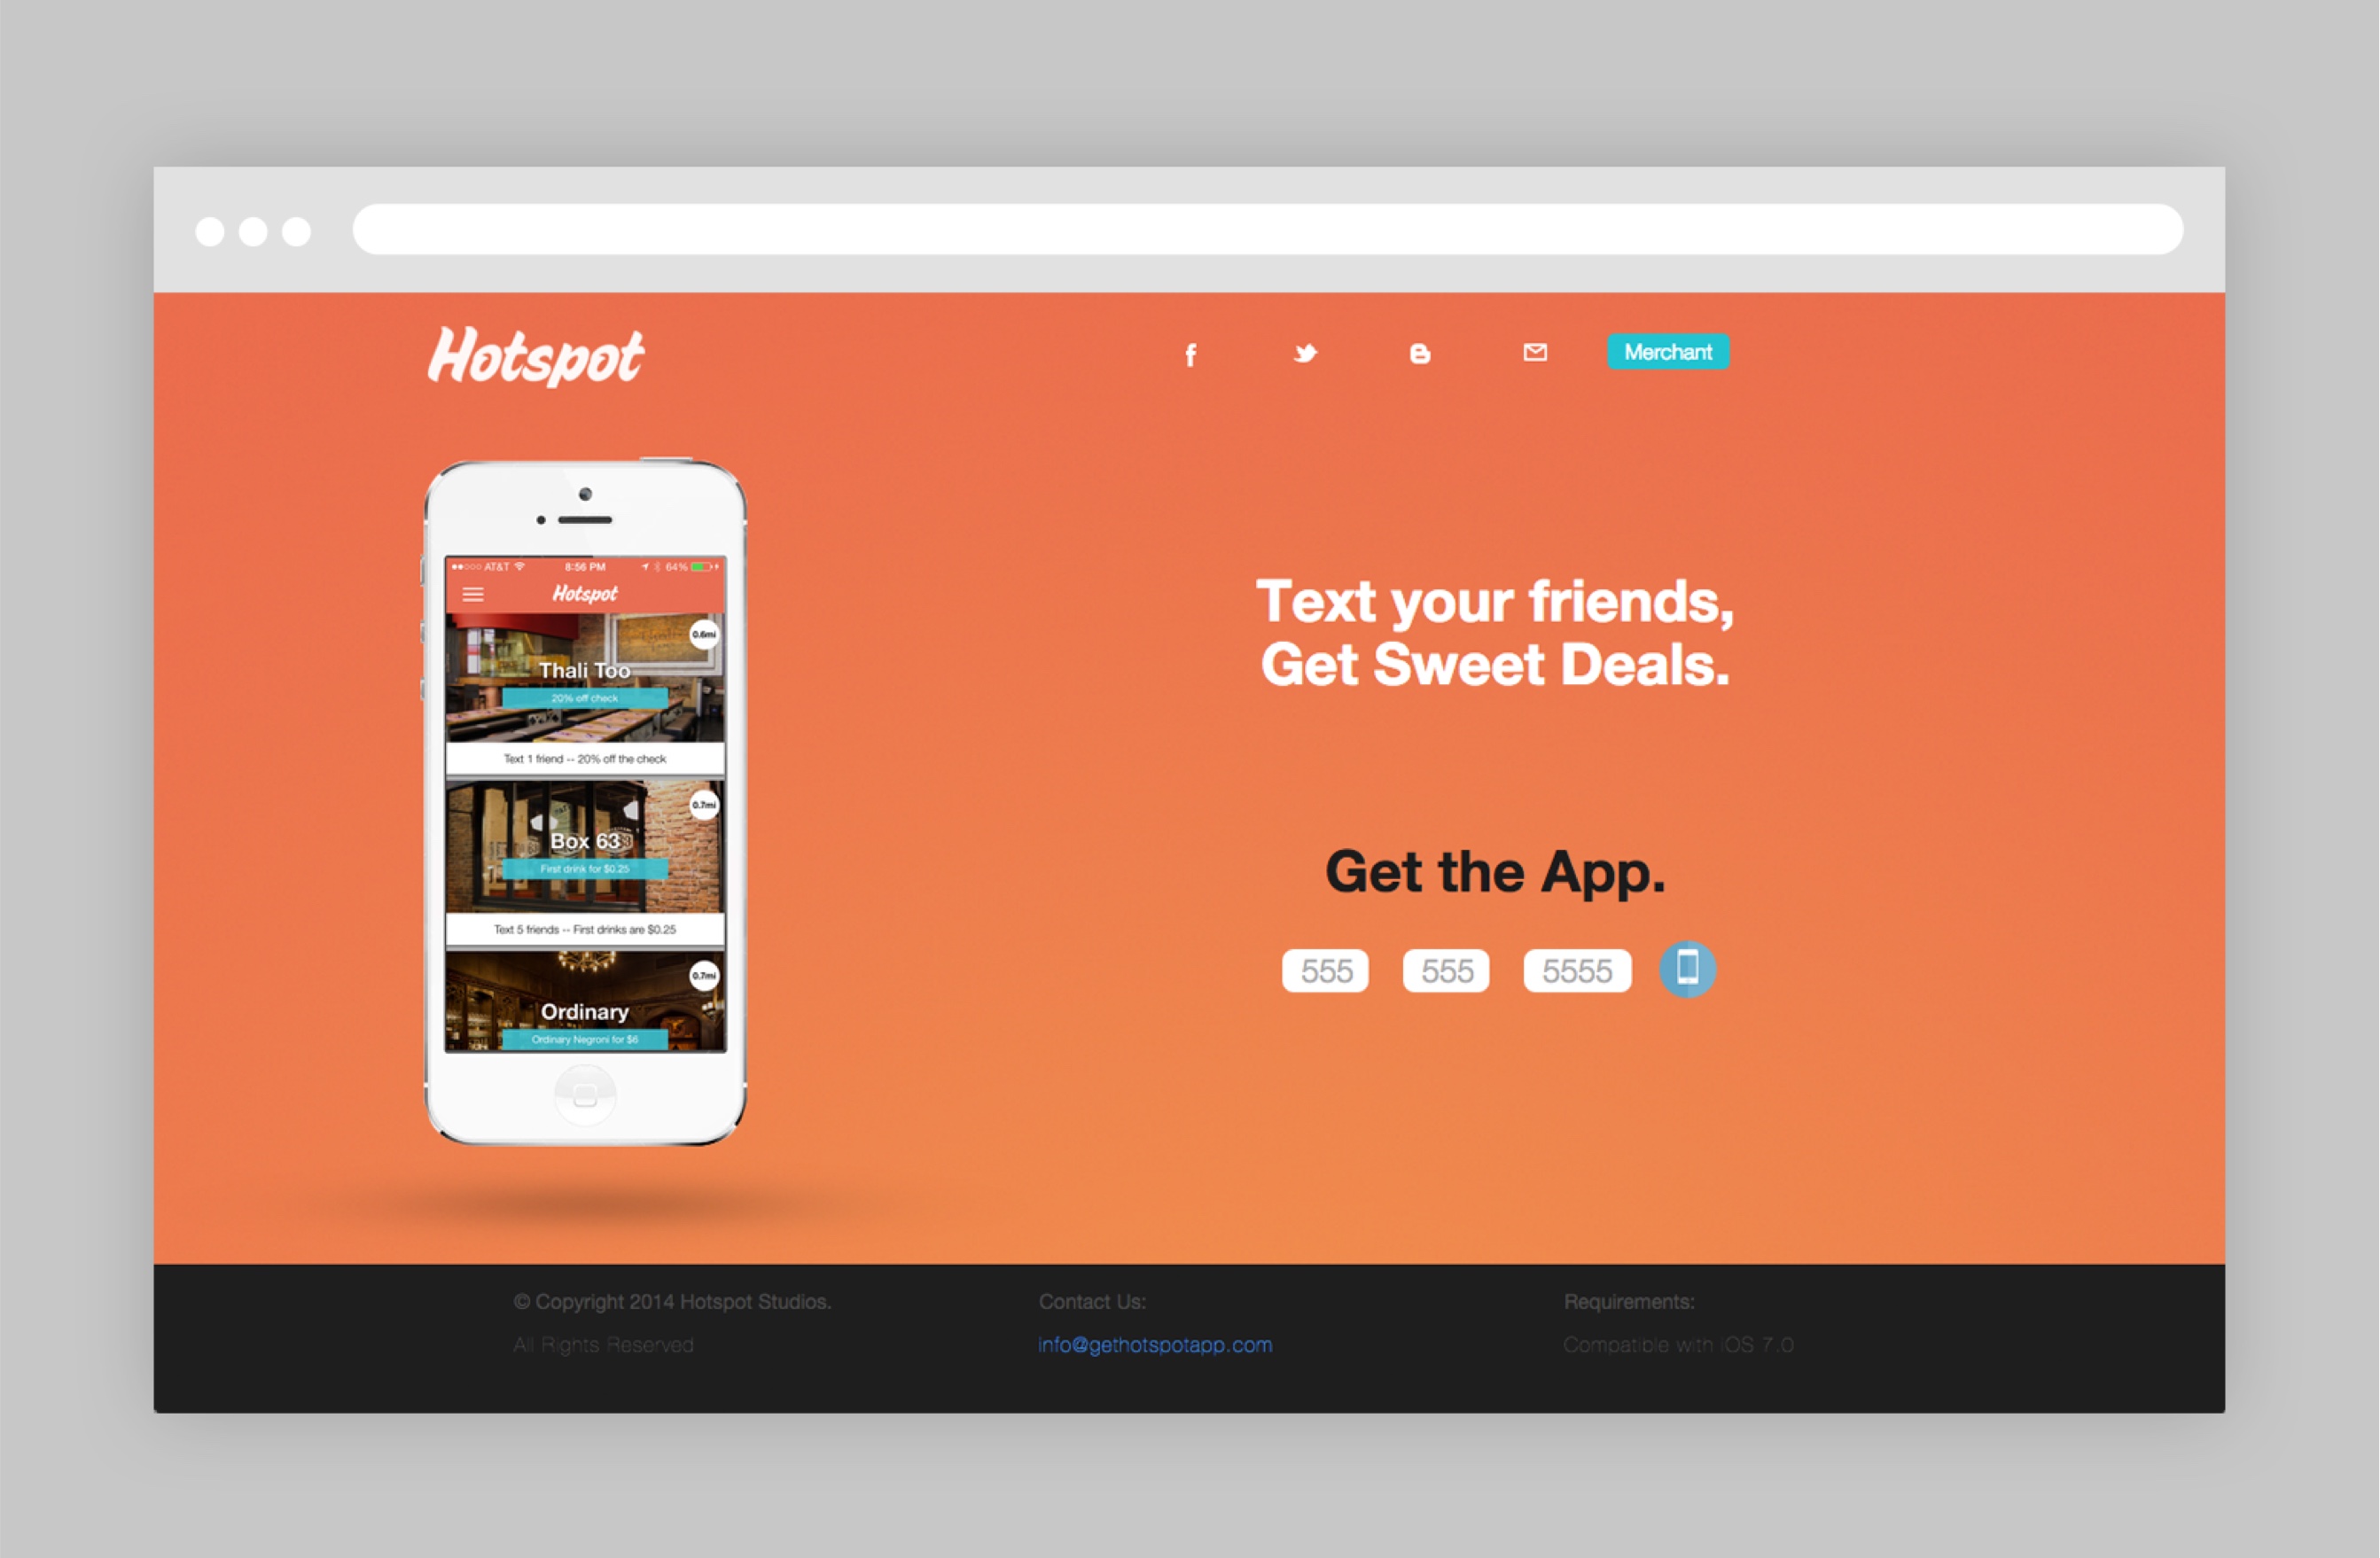 Hotspot
Merchant
AT&T 8:56 PM 64%
Hotspot
0.6mi
Thali Too
20% off check
Text 1 friend -- 20% off the check
0.7mi
Box 63
First drink for $0.25
Text 5 friends -- First drinks are $0.25
0.7mi
Ordinary
Ordinary Negroni for $6
Text your friends,
Get Sweet Deals.
Get the App.
555 555 5555
© Copyright 2014 Hotspot Studios.
All Rights Reserved
Contact Us:
info@gethotspotapp.com
Requirements:
Compatible with iOS 7.0